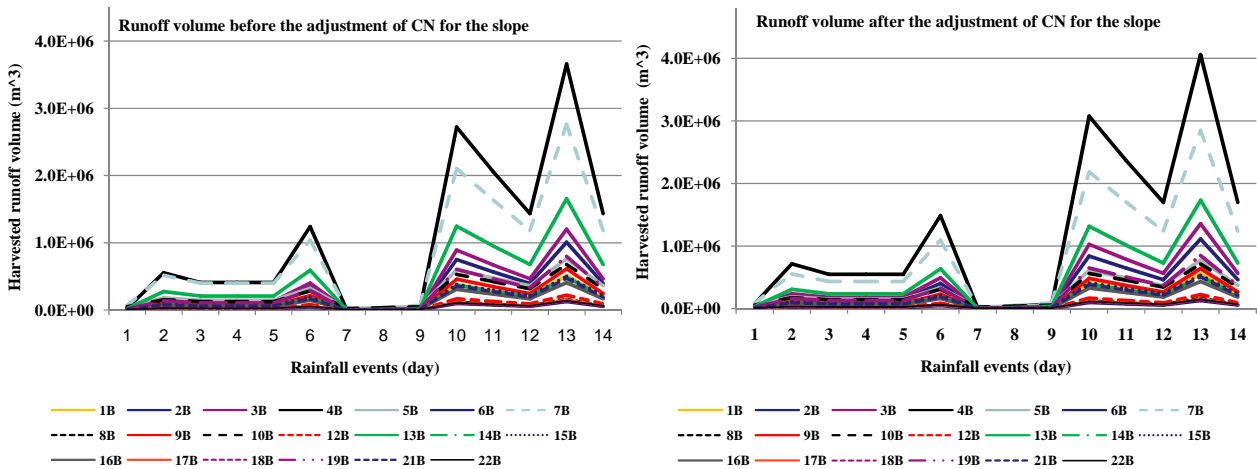 Runoff volume before the adjustment of CN for the slope
Harvested runoff volume (m^3)
4.0E+06
3.0E+06
2.0E+06
1.0E+06
0.0E+00
1 2 3 4 5 6 7 8 9 10 11 12 13 14
Rainfall events (day)
1B 2B 3B 4B 5B 6B 7B
8B 9B 10B 12B 13B 14B 15B
16B 17B 18B 19B 21B 22B
Runoff volume after the adjustment of CN for the slope
Harvested runoff volume (m^3)
4.0E+06
3.0E+06
2.0E+06
1.0E+06
0.0E+00
1 2 3 4 5 6 7 8 9 10 11 12 13 14
Rainfall events (day)
1B 2B 3B 4B 5B 6B 7B
8B 9B 10B 12B 13B 14B 15B
16B 17B 18B 19B 21B 22B